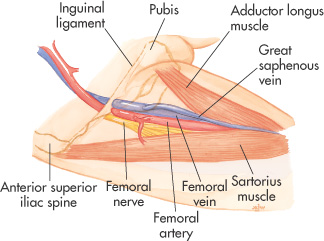 Inguinal
ligament
Pubis
Adductor longus
muscle
Great
saphenous
vein
Anterior superior
iliac spine
Femoral
nerve
Femoral
artery
Femoral
vein
Sartorius
muscle